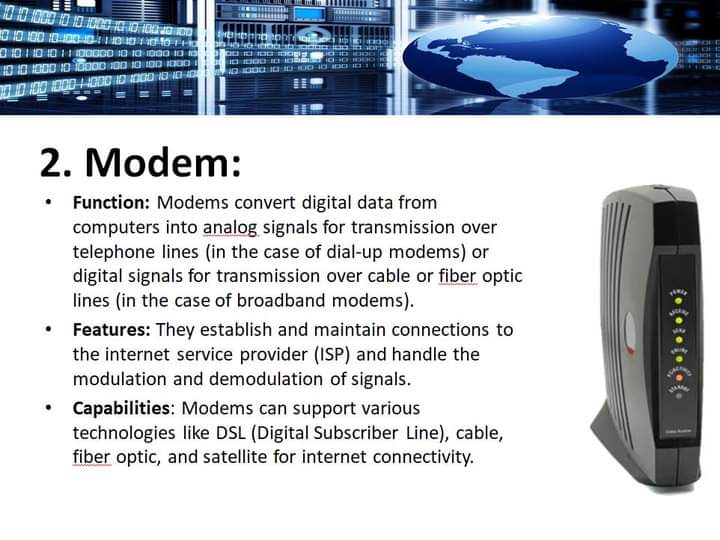 2. Modem:
• Function: Modems convert digital data from
computers into analog signals for transmission over
telephone lines (in the case of dial-up modems) or
digital signals for transmission over cable or fiber optic
lines (in the case of broadband modems).
• Features: They establish and maintain connections to
the internet service provider (ISP) and handle the
modulation and demodulation of signals.
• Capabilities: Modems can support various
technologies like DSL (Digital Subscriber Line), cable,
fiber optic, and satellite for internet connectivity.
POWER
RECEIVE
SEND
ONLINE
PC/ACTIVITY
STANDBY